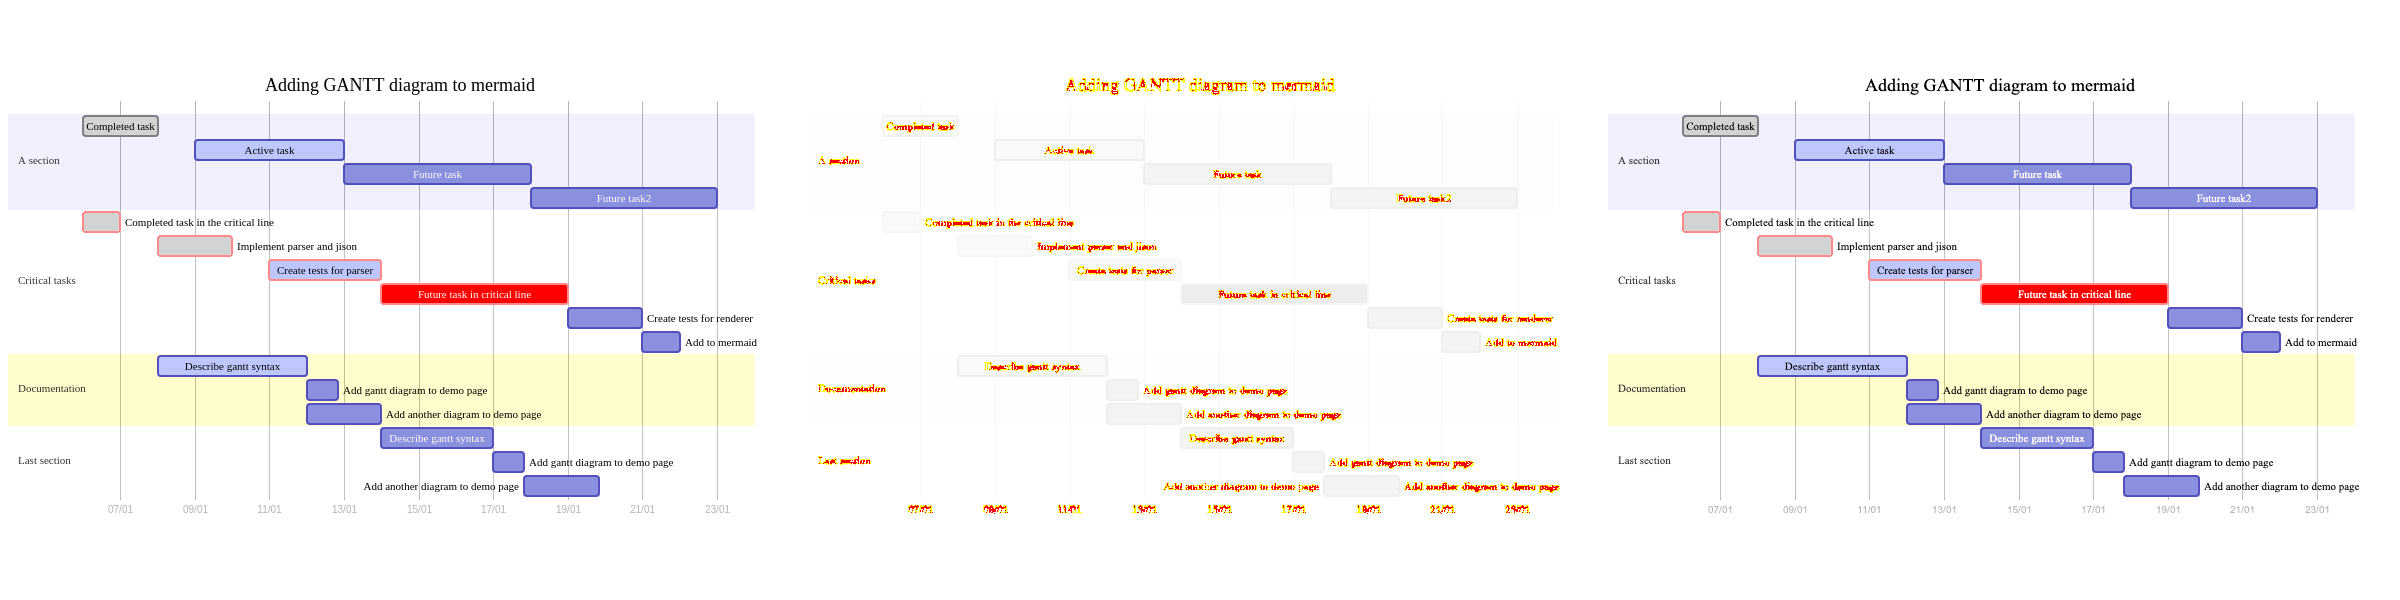 Adding GANTT diagram to mermaid
Completed task
Active task
A section
Future task
Future task2
Completed task in the critical line
Implement parser and jison
Create tests for parser
Critical tasks
Future task in critical line
Create tests for renderer
Add to mermaid
Describe gantt syntax
Documentation
Add gantt diagram to demo page
Add another diagram to demo page
Describe gantt syntax
Last section
Add gantt diagram to demo page
Add another diagram to demo page
07/01 09/01 11/01 13/01 15/01 17/01 19/01 21/01 23/01
Adding GANTT diagram to mermaid
Completed task
Active task
A section
Future task
Future task2
Completed task in the critical line
Implement parser and jison
Create tests for parser
Critical tasks
Future task in critical line
Create tests for renderer
Add to mermaid
Describe gantt syntax
Documentation
Add gantt diagram to demo page
Add another diagram to demo page
Describe gantt syntax
Last section
Add gantt diagram to demo page
Add another diagram to demo page Add another diagram to demo page
07/01 09/01 11/01 13/01 15/01 17/01 19/01 21/01 23/01
Adding GANTT diagram to mermaid
Completed task
Active task
A section
Future task
Future task2
Completed task in the critical line
Implement parser and jison
Create tests for parser
Critical tasks
Future task in critical line
Create tests for renderer
Add to mermaid
Describe gantt syntax
Documentation
Add gantt diagram to demo page
Add another diagram to demo page
Describe gantt syntax
Last section
Add gantt diagram to demo page
Add another diagram to demo page
07/01 09/01 11/01 13/01 15/01 17/01 19/01 21/01 23/01